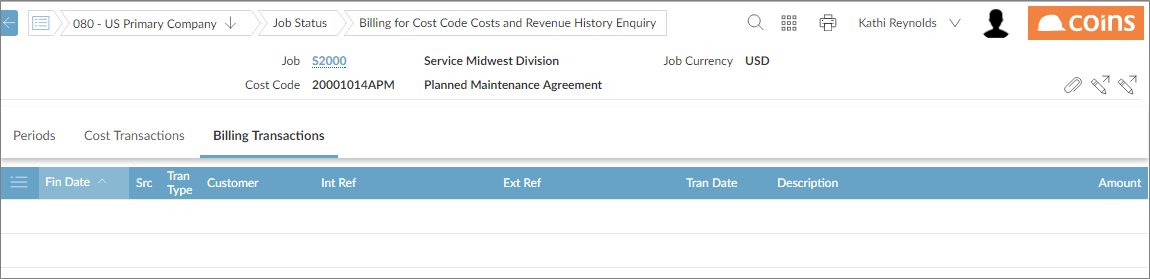 080 - US Primary Company Job Status Billing for Cost Code Costs and Revenue History Enquiry Kathi Reynolds coins
Job S2000 Service Midwest Division Job Currency USD
Cost Code 20001014APM Planned Maintenance Agreement
Periods Cost Transactions Billing Transactions
Fin Date Src Tran Type Customer Int Ref Ext Ref Tran Date Description Amount